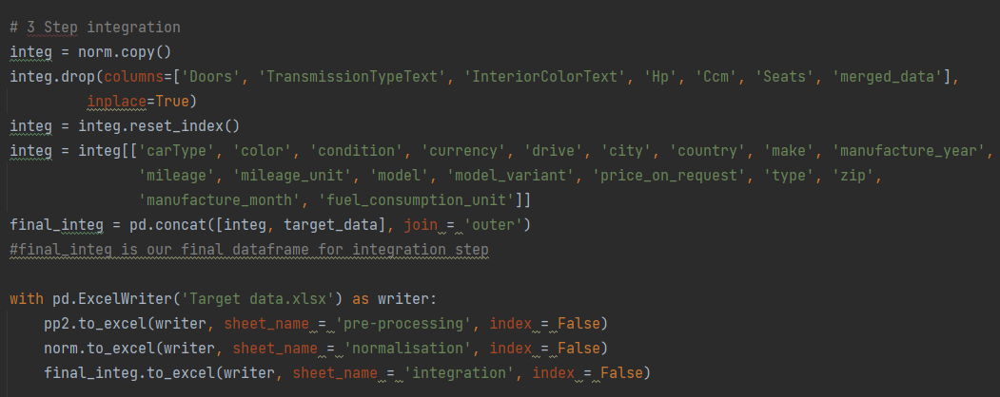 # 3 Step integration
integ = norm.copy()
integ.drop(columns=['Doors', 'TransmissionTypeText', 'InteriorColorText', 'Hp', 'Ccm', 'Seats', 'merged_data'],
inplace=True)
integ = integ.reset_index()
integ = integ[['carType', 'color', 'condition', 'currency', 'drive', 'city', 'country', 'make', 'manufacture_year',
'mileage', 'mileage_unit', 'model', 'model_variant', 'price_on_request', 'type', 'zip',
'manufacture_month', 'fuel_consumption_unit']]
final_integ = pd.concat([integ, target_data], join = 'outer')
#final_integ is our final dataframe for integration step
with pd.ExcelWriter('Target data.xlsx') as writer:
pp2.to_excel(writer, sheet_name = 'pre-processing', index = False)
norm.to_excel(writer, sheet_name = 'normalisation', index = False)
final_integ.to_excel(writer, sheet_name = 'integration', index = False)